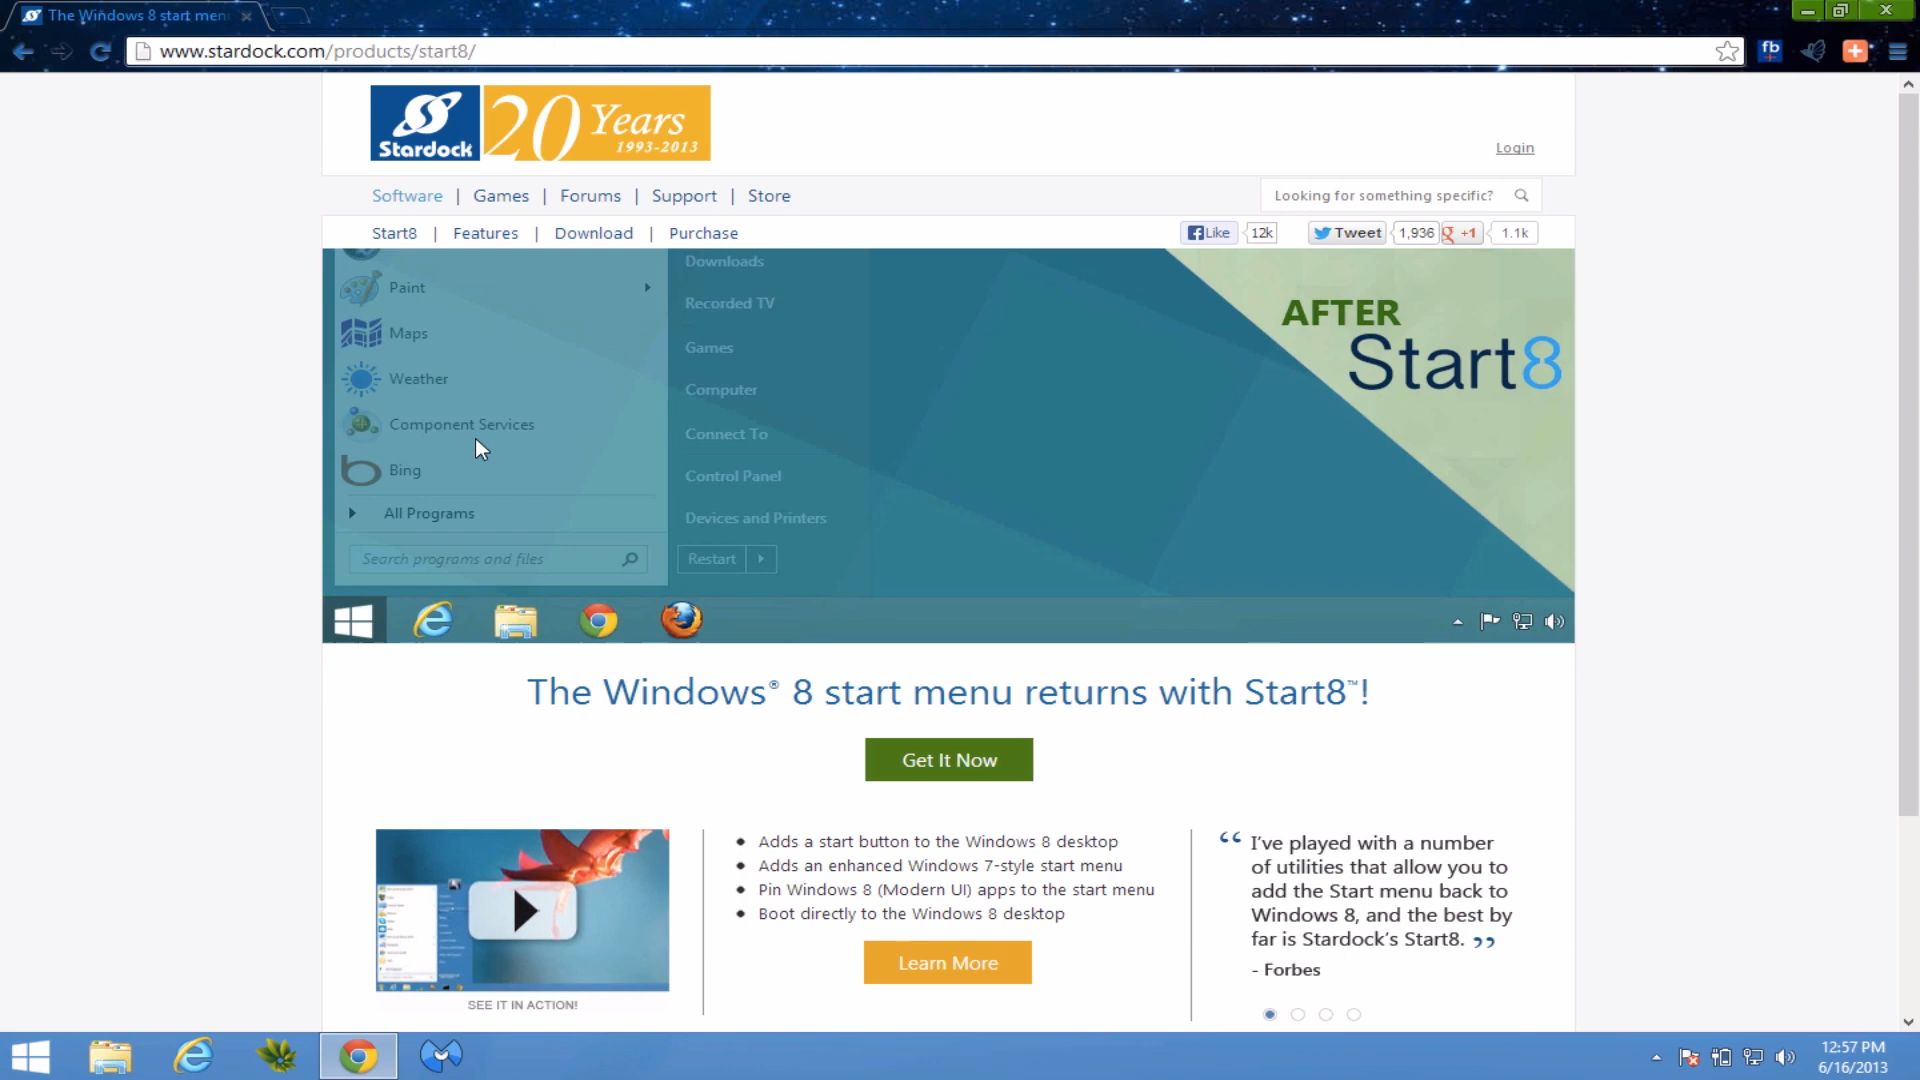 The Windows 8 start men
www.stardock.com/products/start8/
fb
Stardock
20 Years
1993-2013
Login
Software | Games | Forums | Support | Store
Looking for something specific?
Start8 | Features | Download | Purchase
Like 12k
Tweet 1,936
g +1 1.1k
Paint
Maps
Weather
Component Services
Bing
All Programs
Search programs and files
Downloads
Recorded TV
Games
Computer
Connect To
Control Panel
Devices and Printers
Restart
AFTER
Start8
The Windows® 8 start menu returns with Start8™!
Get It Now
SEE IT IN ACTION!
• Adds a start button to the Windows 8 desktop
• Adds an enhanced Windows 7-style start menu
• Pin Windows 8 (Modern UI) apps to the start menu
• Boot directly to the Windows 8 desktop
Learn More
“ I’ve played with a number
of utilities that allow you to
add the Start menu back to
Windows 8, and the best by
far is Stardock’s Start8. ”
- Forbes
12:57 PM
6/16/2013